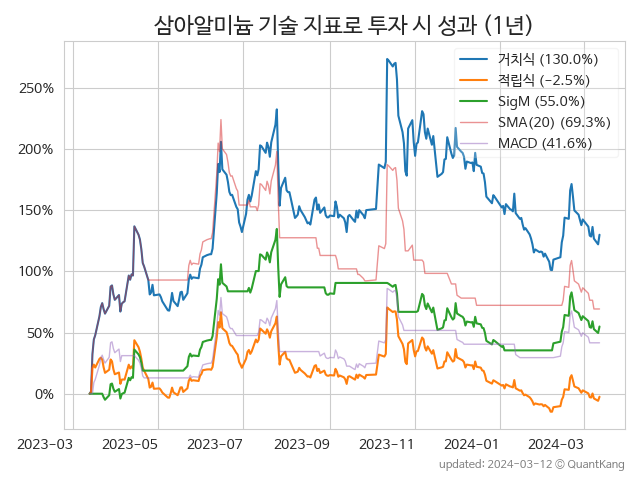 삼아알미늄 기술 지표로 투자 시 성과 (1년)
거치식 (130.0%)
적립식 (-2.5%)
SigM (55.0%)
SMA(20) (69.3%)
MACD (41.6%)
250%
200%
150%
100%
50%
0%
2023-03
2023-05
2023-07
2023-09
2023-11
2024-01
2024-03
updated: 2024-03-12 © QuantKang